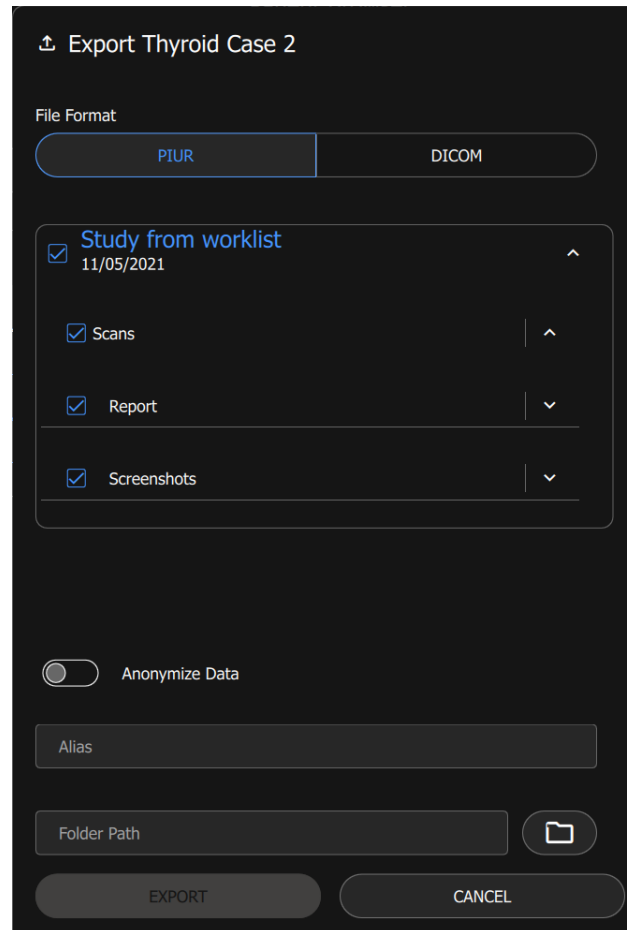 Export Thyroid Case 2
File Format
PIUR
DICOM
Study from worklist
11/05/2021
Scans
Report
Screenshots
Anonymize Data
Alias
Folder Path
EXPORT
CANCEL